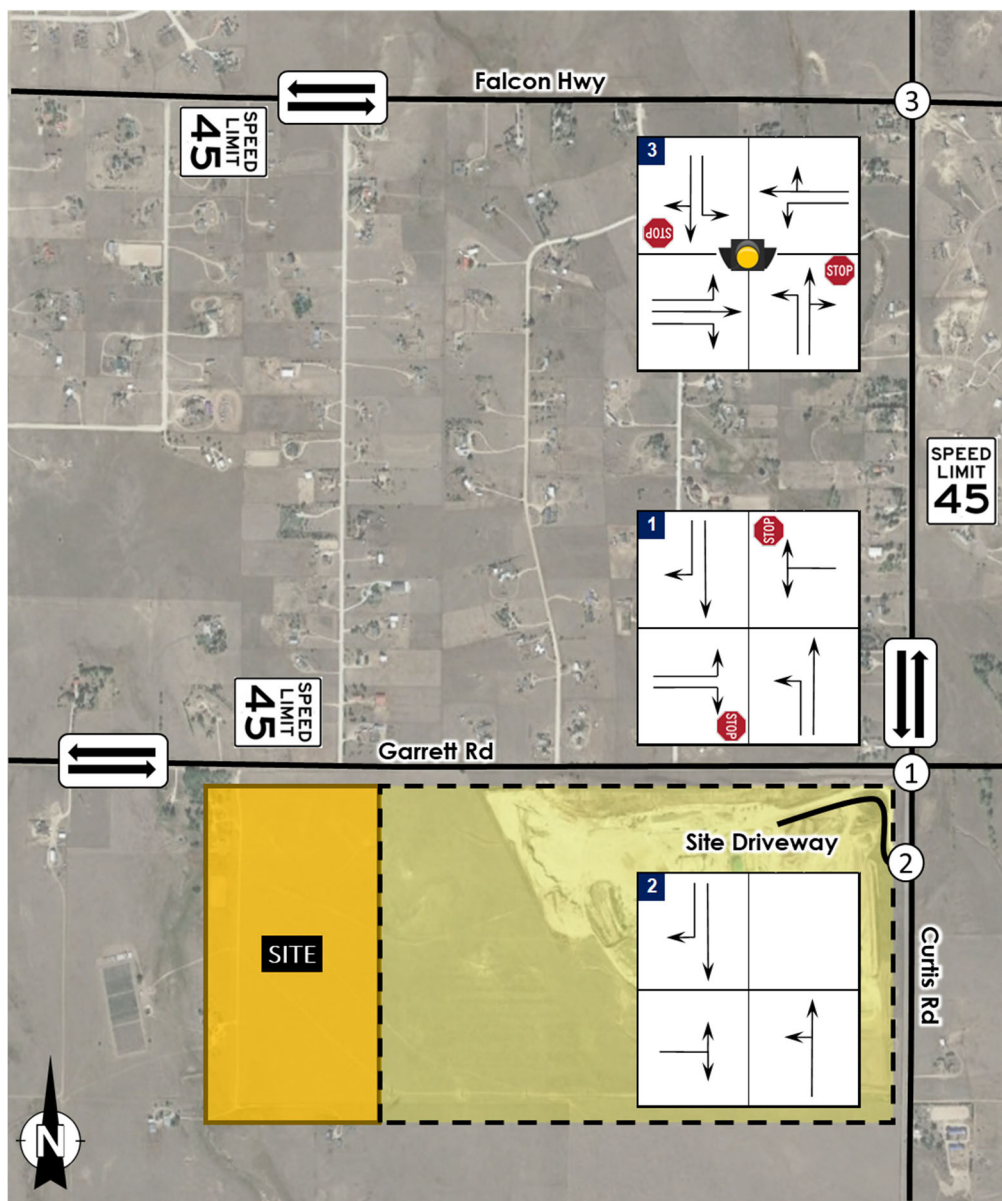 Falcon Hwy
3
SPEED
LIMIT
45
3
STOP
STOP
SPEED
LIMIT
45
1
STOP
STOP
SPEED
LIMIT
45
Garrett Rd
1
Site Driveway
2
2
SITE
Curtis Rd
N